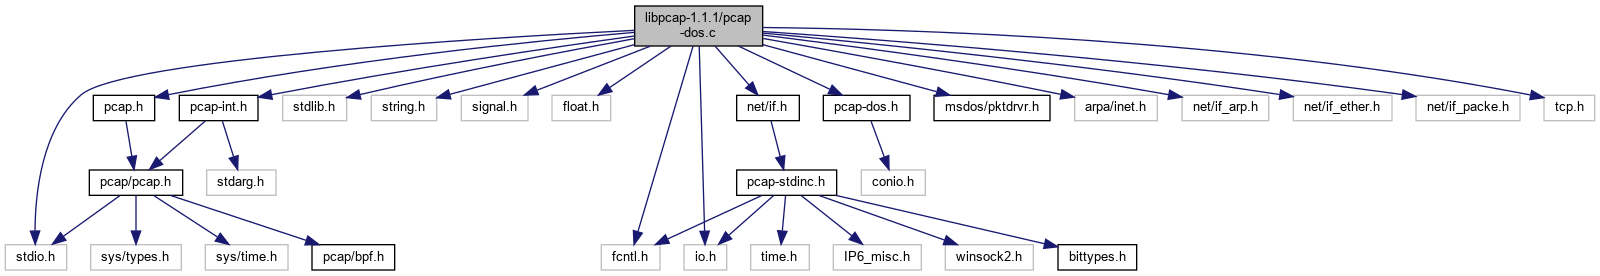 libpcap-1.1.1/pcap
-dos.c
pcap.h
pcap-int.h
stdlib.h
string.h
signal.h
float.h
net/if.h
pcap-dos.h
msdos/pktdrvr.h
arpa/inet.h
net/if_arp.h
net/if_ether.h
net/if_packe.h
tcp.h
pcap/pcap.h
stdarg.h
pcap-stdinc.h
conio.h
stdio.h
sys/types.h
sys/time.h
pcap/bpf.h
fcntl.h
io.h
time.h
IP6_misc.h
winsock2.h
bittypes.h